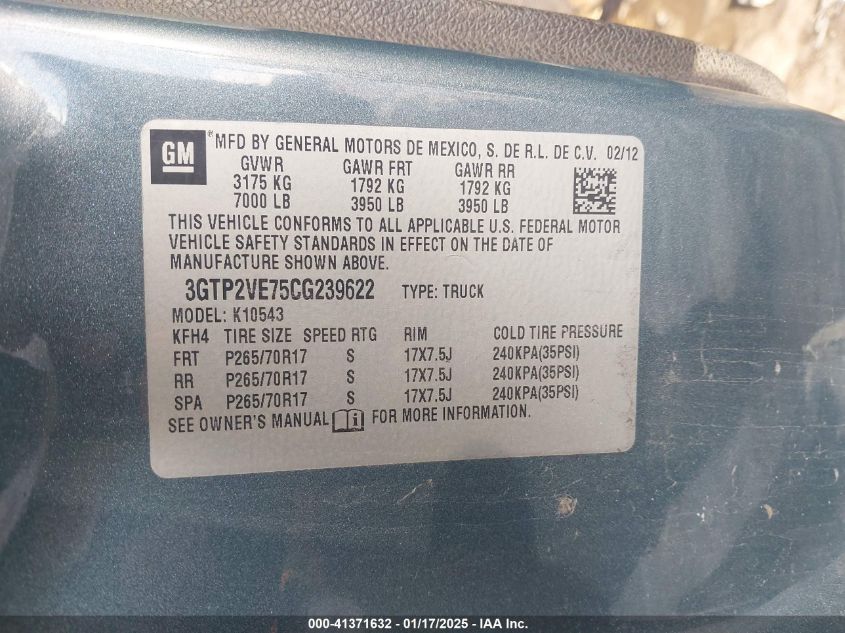 GM
MFD BY GENERAL MOTORS DE MEXICO, S. DE R.L. DE C.V. 02/12
GVWR GAWR FRT GAWR RR
3175 KG 1792 KG 1792 KG
7000 LB 3950 LB 3950 LB
THIS VEHICLE CONFORMS TO ALL APPLICABLE U.S. FEDERAL MOTOR
VEHICLE SAFETY STANDARDS IN EFFECT ON THE DATE OF
MANUFACTURE SHOWN ABOVE.
3GTP2VE75CG239622 TYPE: TRUCK
MODEL: K10543
KFH4 TIRE SIZE SPEED RTG RIM COLD TIRE PRESSURE
FRT P265/70R17 S 17X7.5J 240KPA(35PSI)
RR P265/70R17 S 17X7.5J 240KPA(35PSI)
SPA P265/70R17 S 17X7.5J 240KPA(35PSI)
SEE OWNER'S MANUAL i FOR MORE INFORMATION.
000-41371632 - 01/17/2025 - IAA Inc.